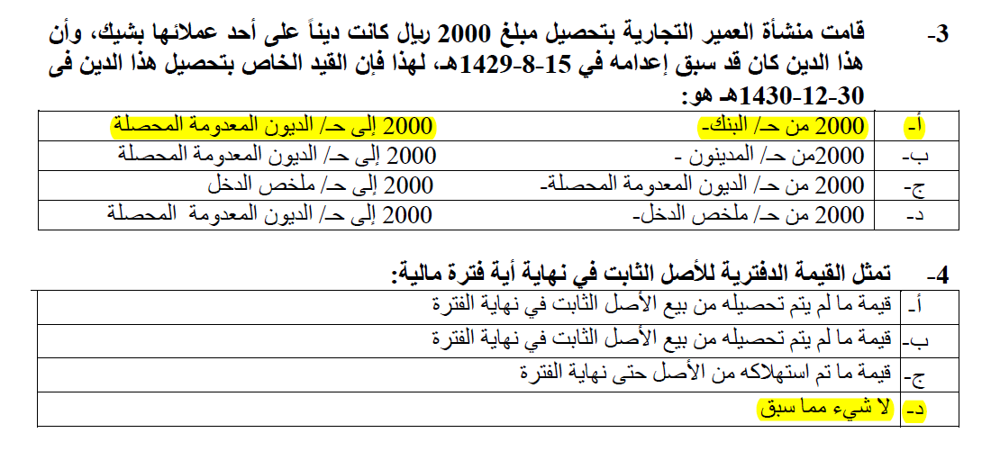 3- قامت منشأة العمير التجارية بتحصيل مبلغ 2000 ريال كانت ديناً على أحد عملائها بشيك، وأن
هذا الدين كان قد سبق إعدامه في 15-8-1429هـ، لهذا فإن القيد الخاص بتحصيل هذا الدين فى
30-12-1430هـ هو:
أ- 2000 من حـ/ البنك- 2000 إلى حـ/ الديون المعدومة المحصلة
ب- 2000من حـ/ المدينون - 2000 إلى حـ/ الديون المعدومة المحصلة
ج- 2000 من حـ/ الديون المعدومة المحصلة- 2000 إلى حـ/ ملخص الدخل
د- 2000 من حـ/ ملخص الدخل- 2000 إلى حـ/ الديون المعدومة المحصلة
4- تمثل القيمة الدفترية للأصل الثابت في نهاية أية فترة مالية:
أ- قيمة ما لم يتم تحصيله من بيع الأصل الثابت في نهاية الفترة
ب- قيمة ما لم يتم تحصيله من بيع الأصل الثابت في نهاية الفترة
ج- قيمة ما تم استهلاكه من الأصل حتى نهاية الفترة
د- لا شيء مما سبق